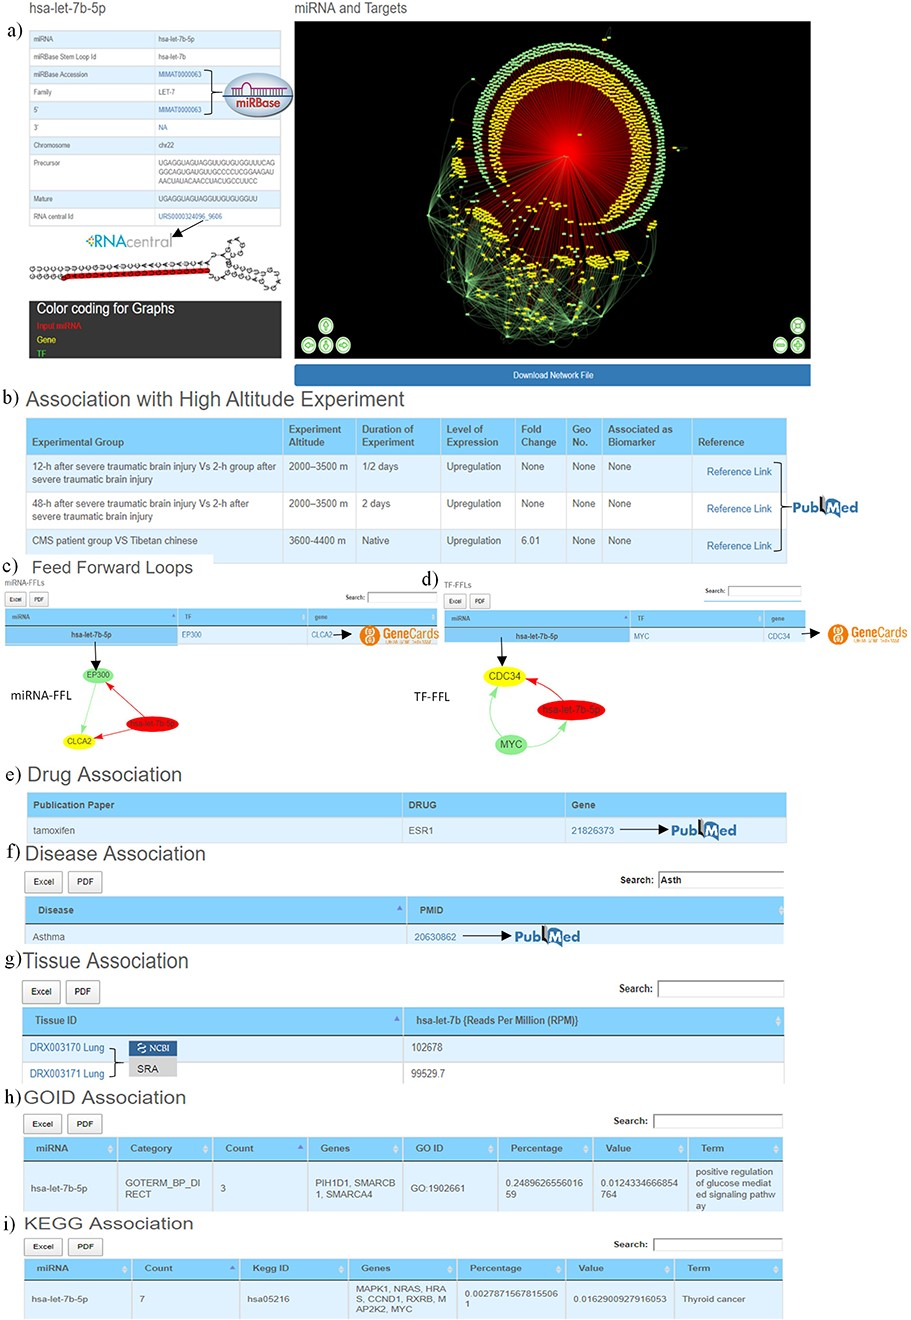 hsa-let-7b-5p
miRNA and Targets
a)
miRNA hsa-let-7b-5p
miRBase Stem Loop Id hsa-let-7b
miRBase Accession MIMAT0000063
Family LET-7
5' MIMAT0000063
3' NA
Chromosome chr22
Precursor UGAGGUAGUAGGUUGUGUGGUUUCAG
GGCAGUGAUGUUGCCCCUCGGAAGAU
AACUAUACAACCUACUGCCUUCC
Mature UGAGGUAGUAGGUUGUGUGGUU
RNA central Id URS0000324096_9606
miRBase
RNAcentral
Color coding for Graphs
Input miRNA
Gene
TF
Download Network File
b) Association with High Altitude Experiment
Experimental Group Experiment Altitude Duration of Experiment Level of Expression Fold Change Geo No. Associated as Biomarker Reference
12-h after severe traumatic brain injury Vs 2-h group after severe traumatic brain injury 2000–3500 m 1/2 days Upregulation None None None Reference Link
48-h after severe traumatic brain injury Vs 2-h after severe traumatic brain injury 2000–3500 m 2 days Upregulation None None None Reference Link
CMS patient group VS Tibetan chinese 3600-4400 m Native Upregulation 6.01 None None Reference Link
PubMed
c) Feed Forward Loops
miRNA-FFLs
Excel PDF Search:
miRNA TF gene
hsa-let-7b-5p EP300 CLCA2
GeneCards
EP300
miRNA-FFL
hsa-let-7b-5p
CLCA2
d) TF-FFLs
Excel PDF Search:
miRNA TF gene
hsa-let-7b-5p MYC CDC34
GeneCards
CDC34
TF-FFL
hsa-let-7b-5p
MYC
e) Drug Association
Publication Paper DRUG Gene
tamoxifen ESR1 21826373
PubMed
f) Disease Association
Excel PDF Search: Asth
Disease PMID
Asthma 20630862
PubMed
g) Tissue Association
Excel PDF Search:
Tissue ID hsa-let-7b {Reads Per Million (RPM)}
DRX003170 Lung 102678
DRX003171 Lung 99529.7
NCBI
SRA
h) GOID Association
Excel PDF Search:
miRNA Category Count Genes GO ID Percentage Value Term
hsa-let-7b-5p GOTERM_BP_DIRECT 3 PIH1D1, SMARCB1, SMARCA4 GO:1902661 0.248962655601659 0.0124334666854764 positive regulation of glucose mediated signaling pathway
i) KEGG Association
Excel PDF Search:
miRNA Count Kegg ID Genes Percentage Value Term
hsa-let-7b-5p 7 hsa05216 MAPK1, NRAS, HRAS, CCND1, RXRB, MAP2K2, MYC 0.00278715678155061 0.0162900927916053 Thyroid cancer